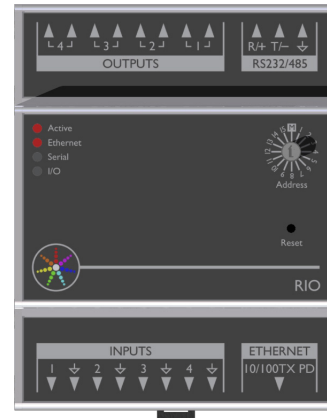 4 3 2 1 R/+ T/−
OUTPUTS RS232/485
Active
Ethernet
Serial
I/O
Address
Reset
RIO
INPUTS ETHERNET
1 2 3 4 10/100TX PD